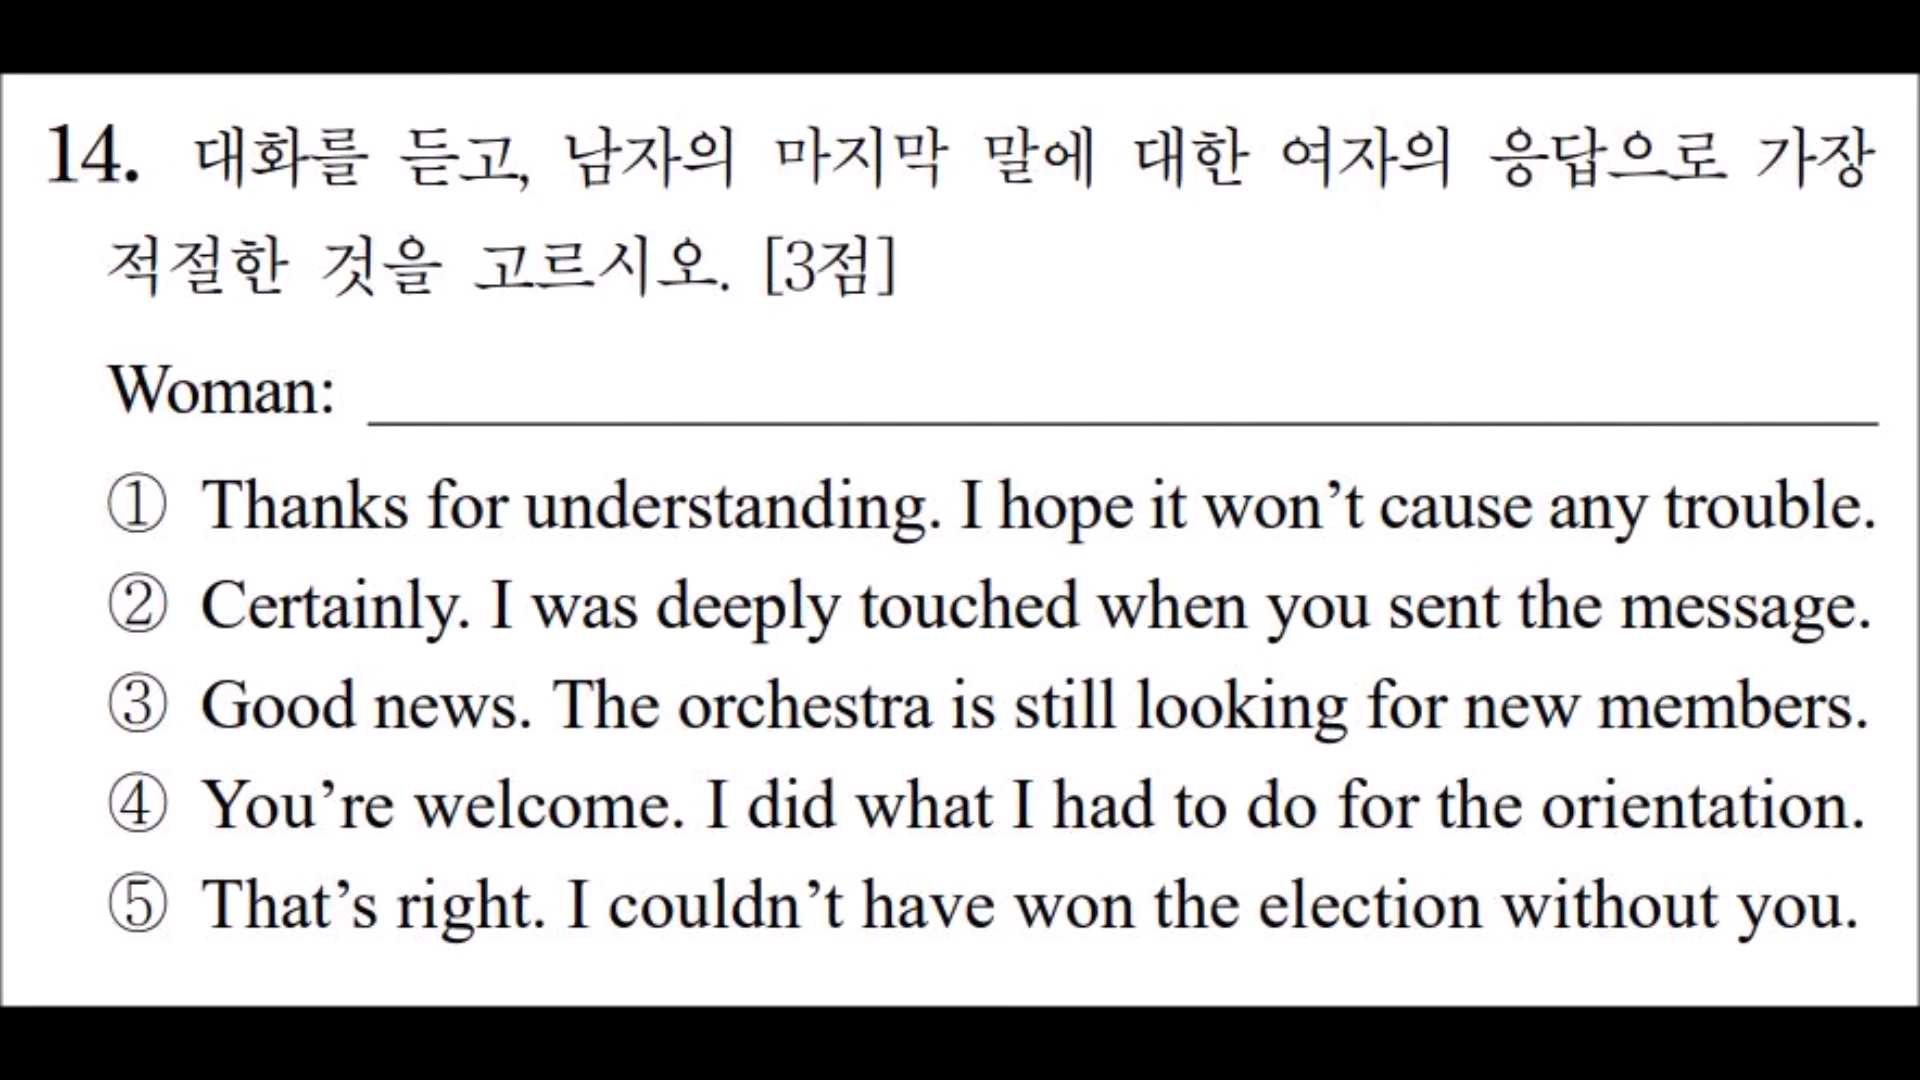 14. 대화를 듣고, 남자의 마지막 말에 대한 여자의 응답으로 가장
적절한 것을 고르시오. [3점]
Woman:
① Thanks for understanding. I hope it won’t cause any trouble.
② Certainly. I was deeply touched when you sent the message.
③ Good news. The orchestra is still looking for new members.
④ You’re welcome. I did what I had to do for the orientation.
⑤ That’s right. I couldn’t have won the election without you.